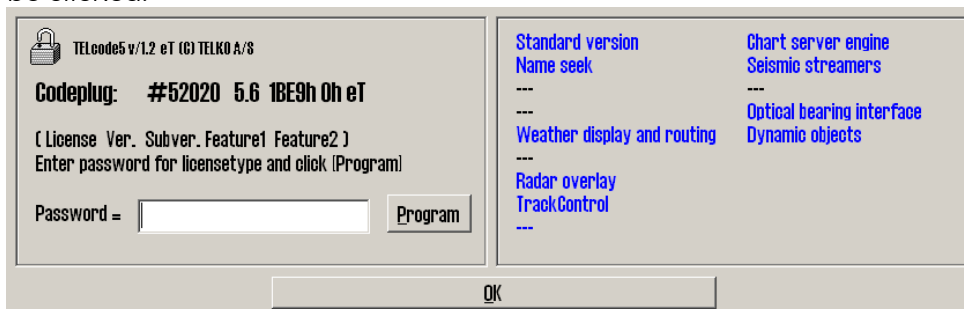 TELcode5 v/1.2 eT (C) TELKO A/S
Codeplug: #52020 5.6 1BE9h 0h eT
( License Ver. Subver. Feature1 Feature2 )
Enter password for licensetype and click [Program]
Password =
Program
Standard version
Name seek
---
---
Weather display and routing
---
Radar overlay
TrackControl
---
Chart server engine
Seismic streamers
---
Optical bearing interface
Dynamic objects
OK